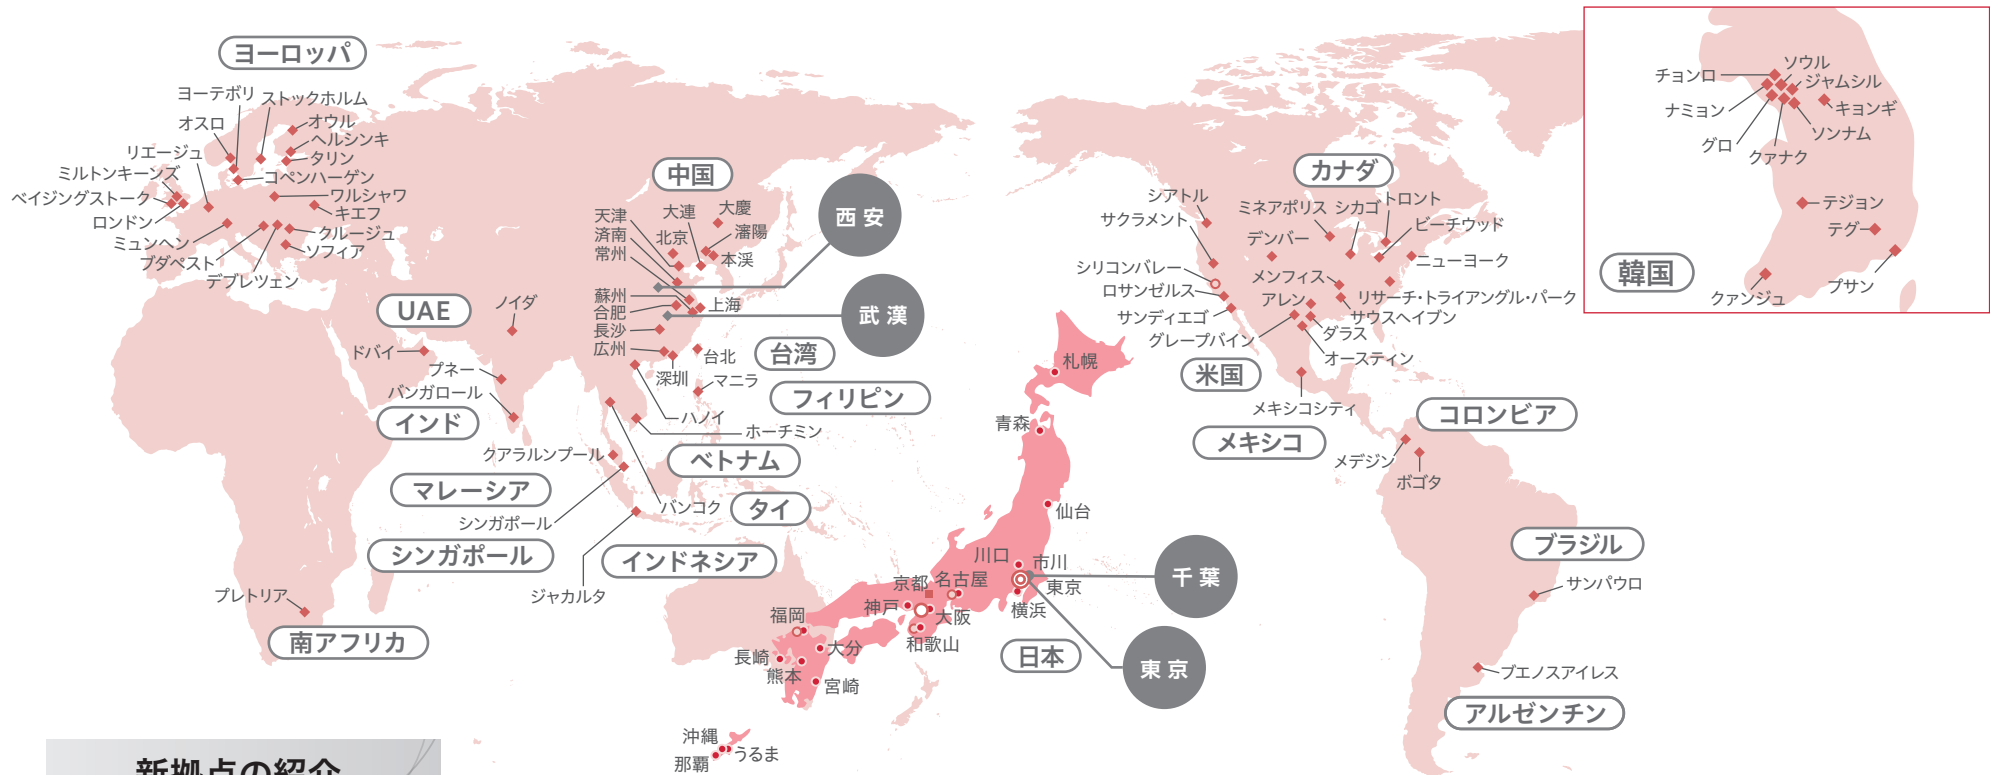 ヨーロッパ
ヨーテボリ
ストックホルム
オスロ
オウル
ヘルシンキ
リエージュ
タリン
ミルトンキーンズ
コペンハーゲン
ベイジングストーク
ワルシャワ
ロンドン
キエフ
ミュンヘン
クルージュ
ブダペスト
ソフィア
デブレツェン
UAE
ドバイ
ノイダ
プネー
バンガロール
インド
クアラルンプール
マレーシア
シンガポール
シンガポール
ジャカルタ
インドネシア
プレトリア
南アフリカ
中国
天津
大連
大慶
済南
北京
瀋陽
常州
本渓
西安
蘇州
上海
合肥
武漢
長沙
広州
深圳
台北
台湾
マニラ
フィリピン
ハノイ
ホーチミン
ベトナム
バンコク
タイ
札幌
青森
仙台
川口
市川
東京
横浜
千葉
東京
京都
名古屋
神戸
大阪
和歌山
日本
福岡
長崎
大分
熊本
宮崎
沖縄
うるま
那覇
カナダ
シアトル
サクラメント
ミネアポリス
シカゴ
トロント
デンバー
ビーチウッド
ニューヨーク
シリコンバレー
メンフィス
ロサンゼルス
アレン
リサーチ・トライアングル・パーク
サンディエゴ
サウスヘイブン
グレープバイン
ダラス
オースティン
米国
メキシコシティ
メキシコ
コロンビア
メデジン
ボゴタ
ブラジル
サンパウロ
ブエノスアイレス
アルゼンチン
チョンロ
ソウル
ジャムシル
ナミョン
キョンギ
グロ
クァナク
ソンナム
テジョン
テグ
韓国
クァンジュ
プサン
新拠点の紹介